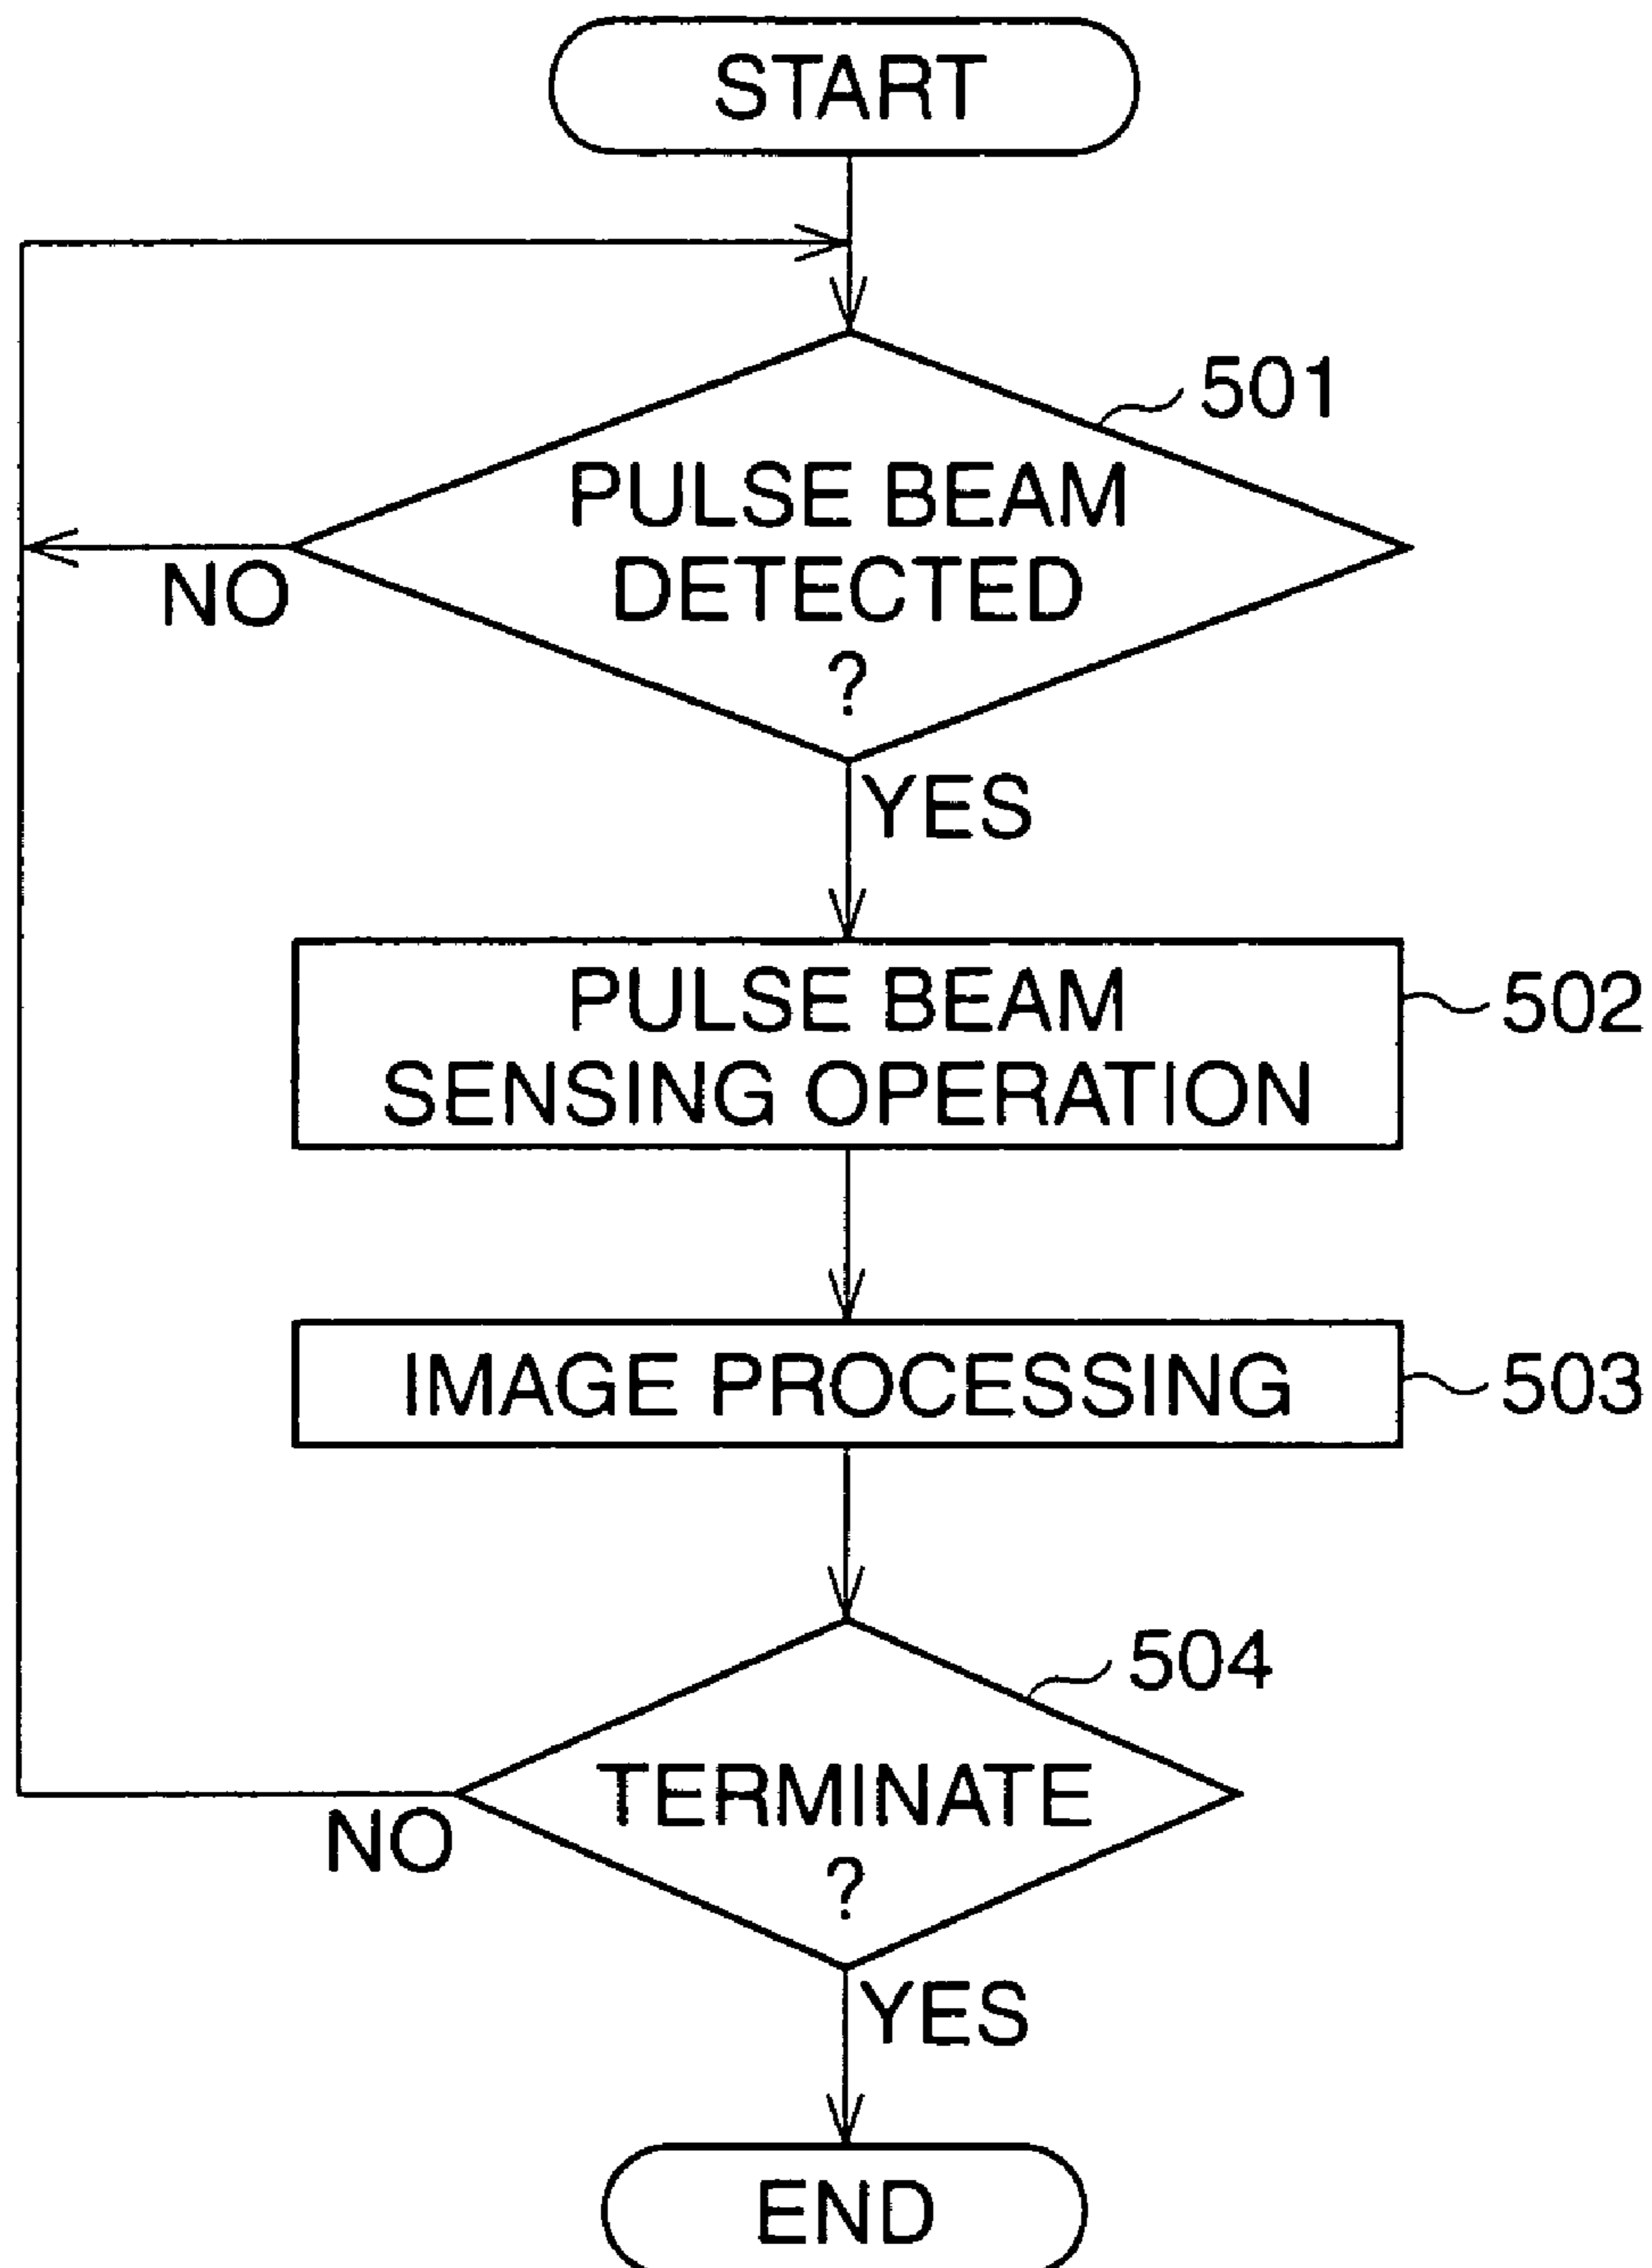 START
501
PULSE BEAM
DETECTED
?
NO
YES
PULSE BEAM
SENSING OPERATION
502
IMAGE PROCESSING
503
504
TERMINATE
?
NO
YES
END